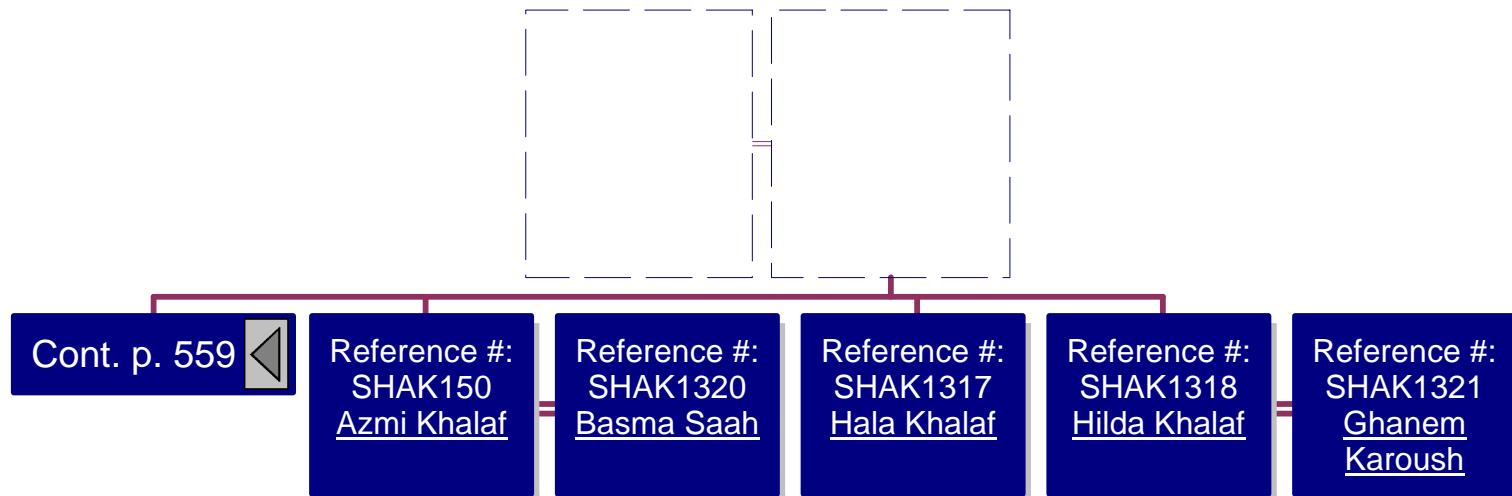 Cont. p. 559
Reference #:
SHAK150
Azmi Khalaf
Reference #:
SHAK1320
Basma Saah
Reference #:
SHAK1317
Hala Khalaf
Reference #:
SHAK1318
Hilda Khalaf
Reference #:
SHAK1321
Ghanem
Karoush